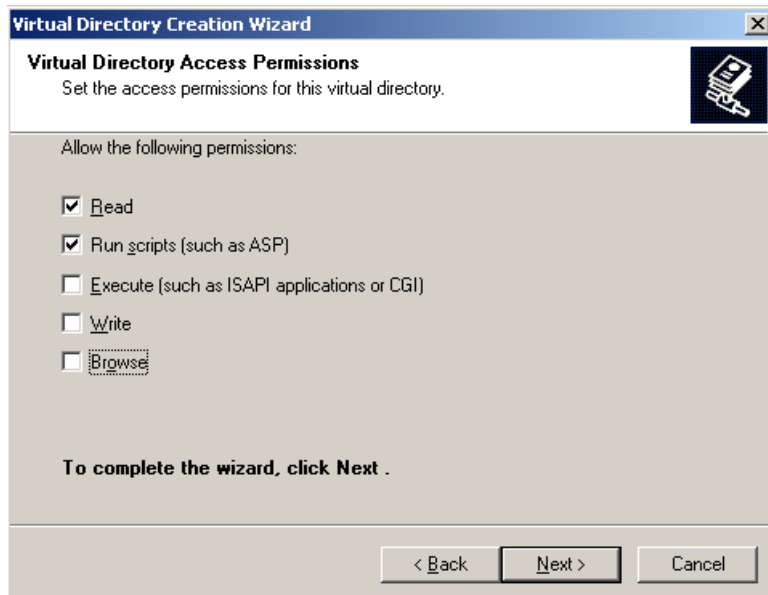 Virtual Directory Creation Wizard
Virtual Directory Access Permissions
Set the access permissions for this virtual directory.
Allow the following permissions:
Read
Run scripts (such as ASP)
Execute (such as ISAPI applications or CGI)
Write
Browse
To complete the wizard, click Next .
< Back Next > Cancel